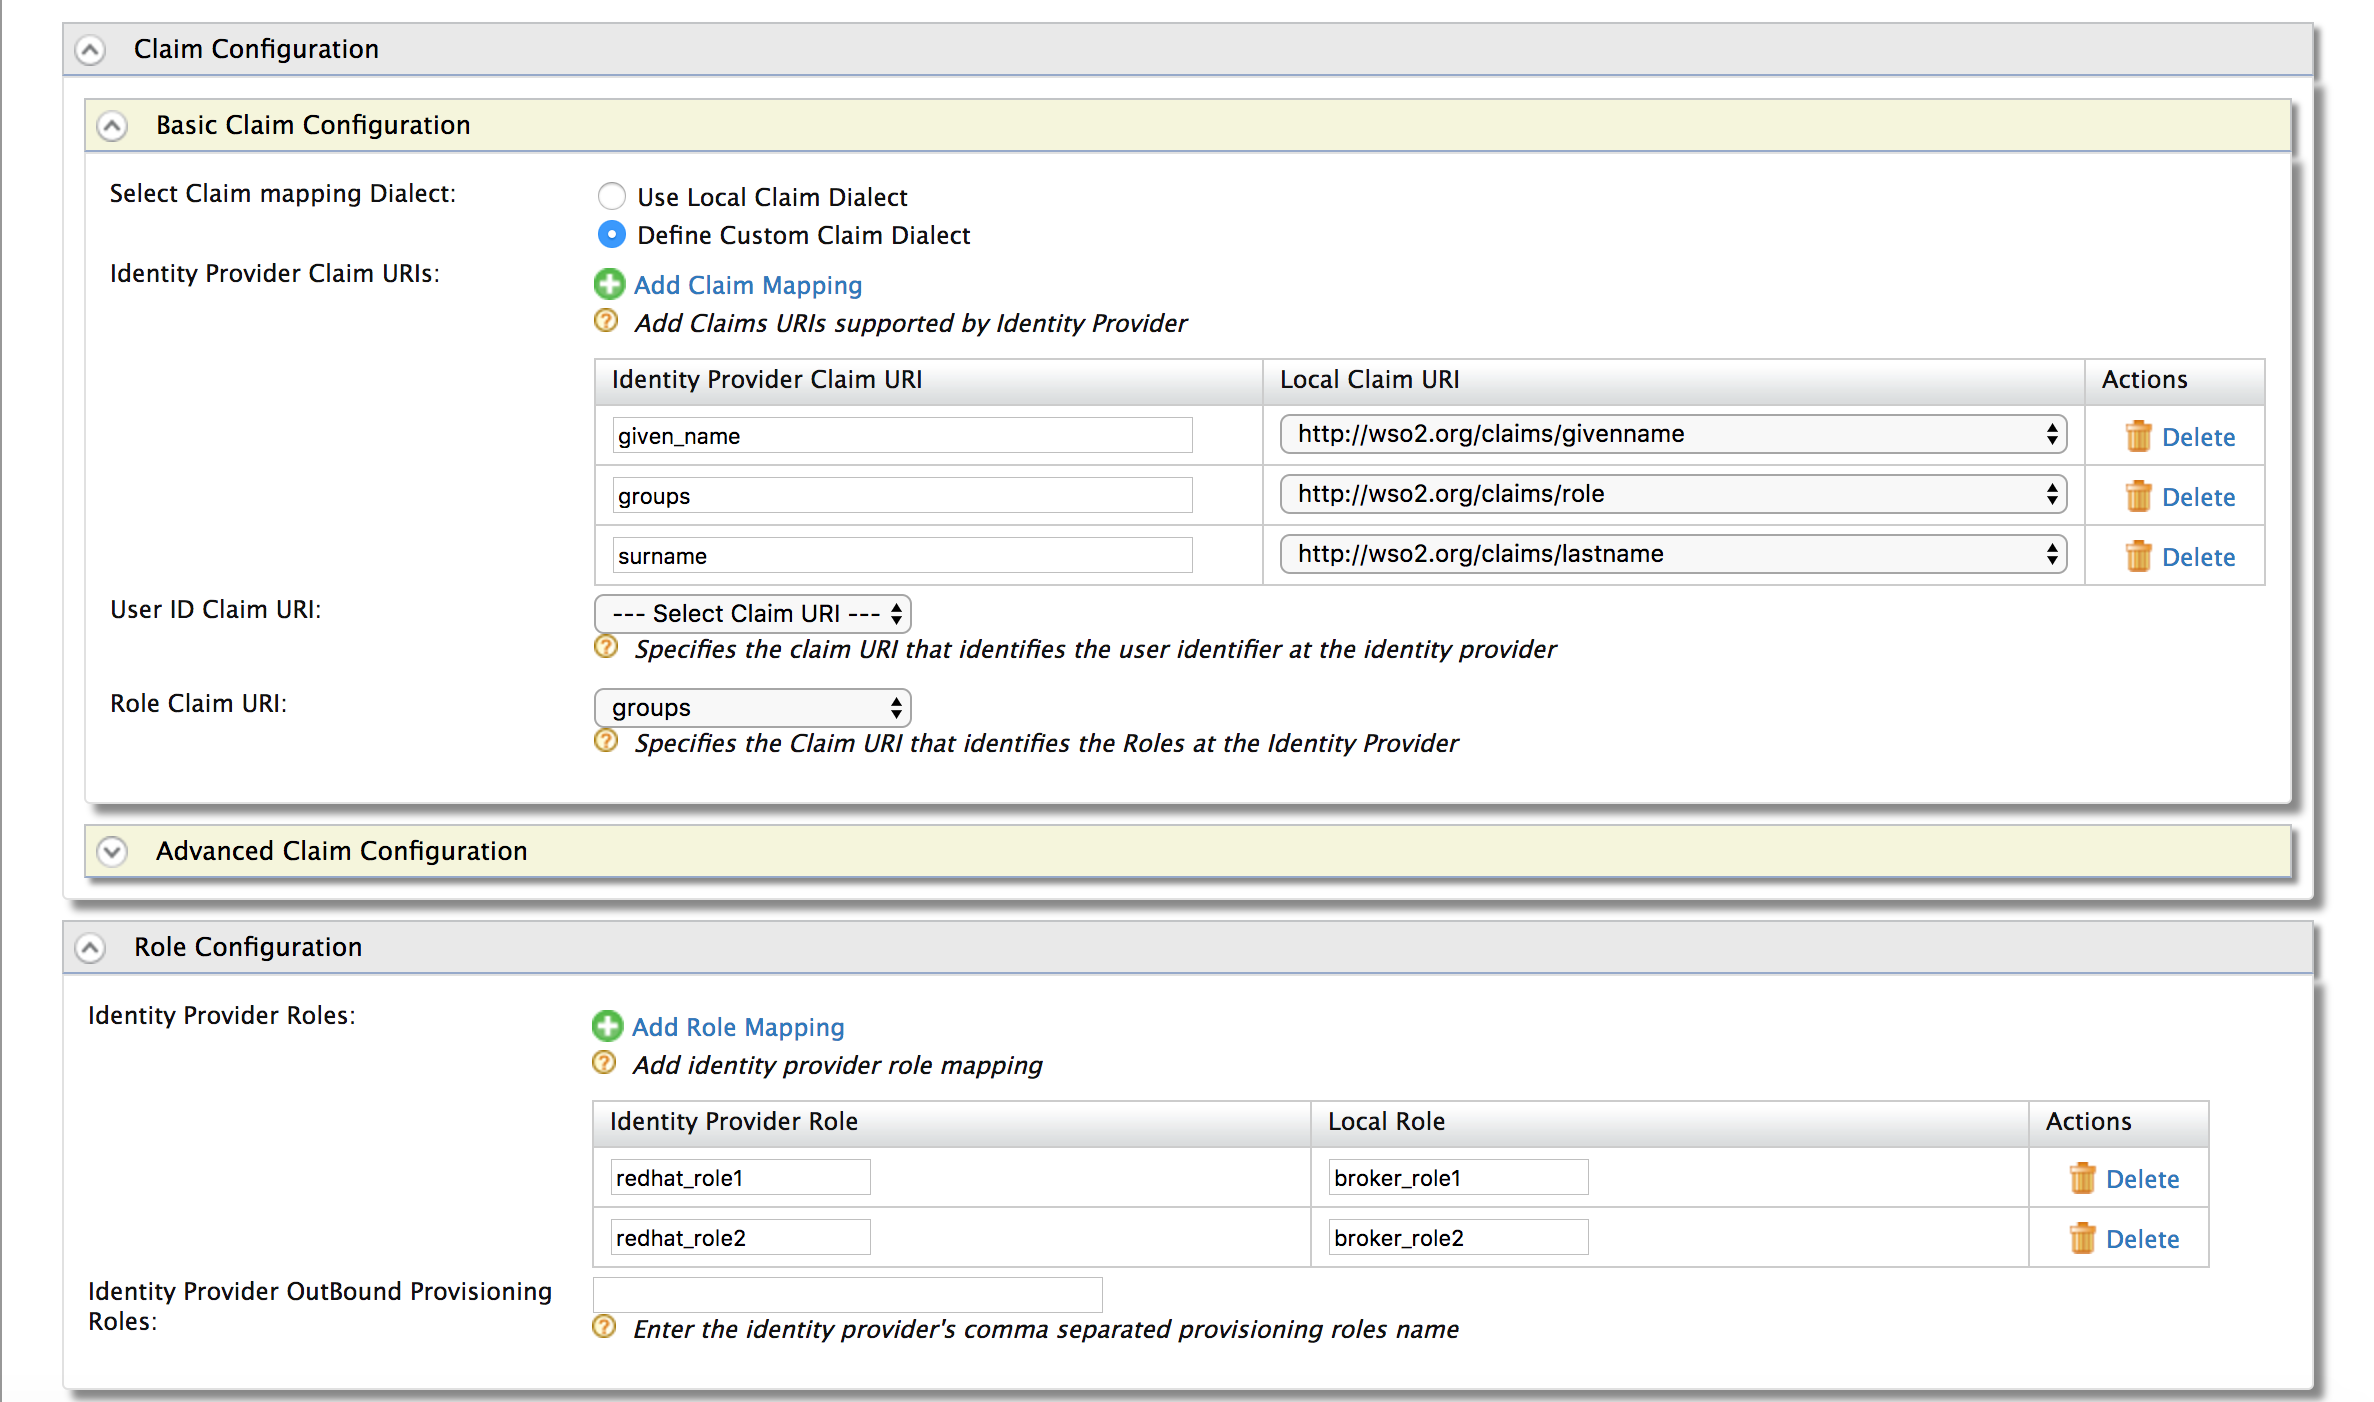 Claim Configuration
Basic Claim Configuration
Select Claim mapping Dialect:
Use Local Claim Dialect
Define Custom Claim Dialect
Identity Provider Claim URIs:
Add Claim Mapping
Add Claims URIs supported by Identity Provider
Identity Provider Claim URI Local Claim URI Actions
given_name http://wso2.org/claims/givenname Delete
groups http://wso2.org/claims/role Delete
surname http://wso2.org/claims/lastname Delete
User ID Claim URI: --- Select Claim URI ---
Specifies the claim URI that identifies the user identifier at the identity provider
Role Claim URI: groups
Specifies the Claim URI that identifies the Roles at the Identity Provider
Advanced Claim Configuration
Role Configuration
Identity Provider Roles:
Add Role Mapping
Add identity provider role mapping
Identity Provider Role Local Role Actions
redhat_role1 broker_role1 Delete
redhat_role2 broker_role2 Delete
Identity Provider OutBound Provisioning
Roles:
Enter the identity provider's comma separated provisioning roles name